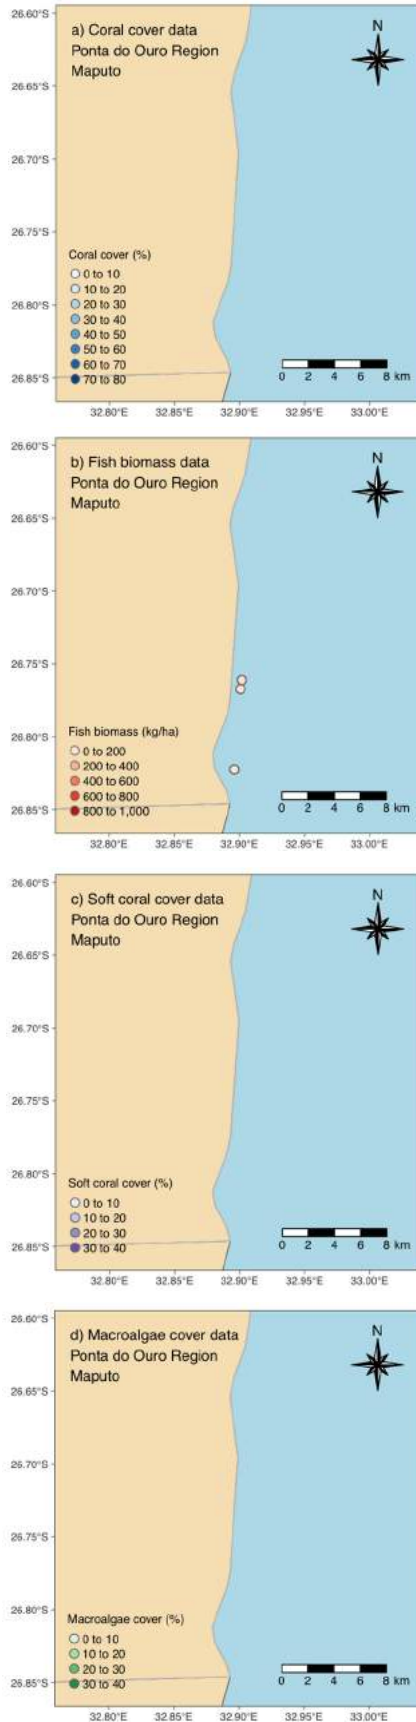 26.60°S
a) Coral cover data
Ponta do Ouro Region
Maputo
N
26.65°S
26.70°S
26.75°S
Coral cover (%)
0 to 10
10 to 20
26.80°S
20 to 30
30 to 40
40 to 50
50 to 60
60 to 70
70 to 80
26.85°S
0 2 4 6 8 km
32.80°E 32.85°E 32.90°E 32.95°E 33.00°E
26.60°S
b) Fish biomass data
Ponta do Ouro Region
Maputo
N
26.65°S
26.70°S
26.75°S
Fish biomass (kg/ha)
26.80°S
0 to 200
200 to 400
400 to 600
600 to 800
800 to 1,000
26.85°S
0 2 4 6 8 km
32.80°E 32.85°E 32.90°E 32.95°E 33.00°E
26.60°S
c) Soft coral cover data
Ponta do Ouro Region
Maputo
N
26.65°S
26.70°S
26.75°S
26.80°S
Soft coral cover (%)
0 to 10
10 to 20
20 to 30
30 to 40
26.85°S
0 2 4 6 8 km
32.80°E 32.85°E 32.90°E 32.95°E 33.00°E
26.60°S
d) Macroalgae cover data
Ponta do Ouro Region
Maputo
N
26.65°S
26.70°S
26.75°S
26.80°S
Macroalgae cover (%)
0 to 10
10 to 20
20 to 30
30 to 40
26.85°S
0 2 4 6 8 km
32.80°E 32.85°E 32.90°E 32.95°E 33.00°E